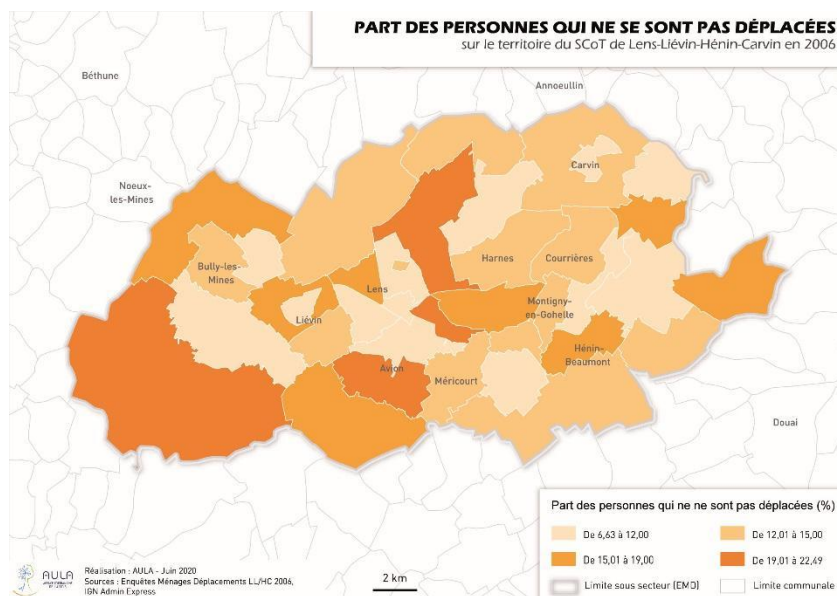 PART DES PERSONNES QUI NE SE SONT PAS DÉPLACÉES
sur le territoire du SCoT de Lens-Liévin-Hénin-Carvin en 2006
Béthune
Annoeullin
Carvin
Noeux-
les-Mines
Bully-les-
Mines
Harnes
Courrières
Lens
Liévin
Montigny-
en-Gohelle
Hénin-
Beaumont
Avion
Méricourt
Douai
Part des personnes qui ne ne sont pas déplacées (%)
De 6,63 à 12,00
De 12,01 à 15,00
De 15,01 à 19,00
De 19,01 à 22,49
Limite sous secteur (EMD)
Limite communale
AULA
Réalisation : AULA - Juin 2020
Sources : Enquêtes Ménages Déplacements LL/HC 2006,
IGN Admin Express
2 km